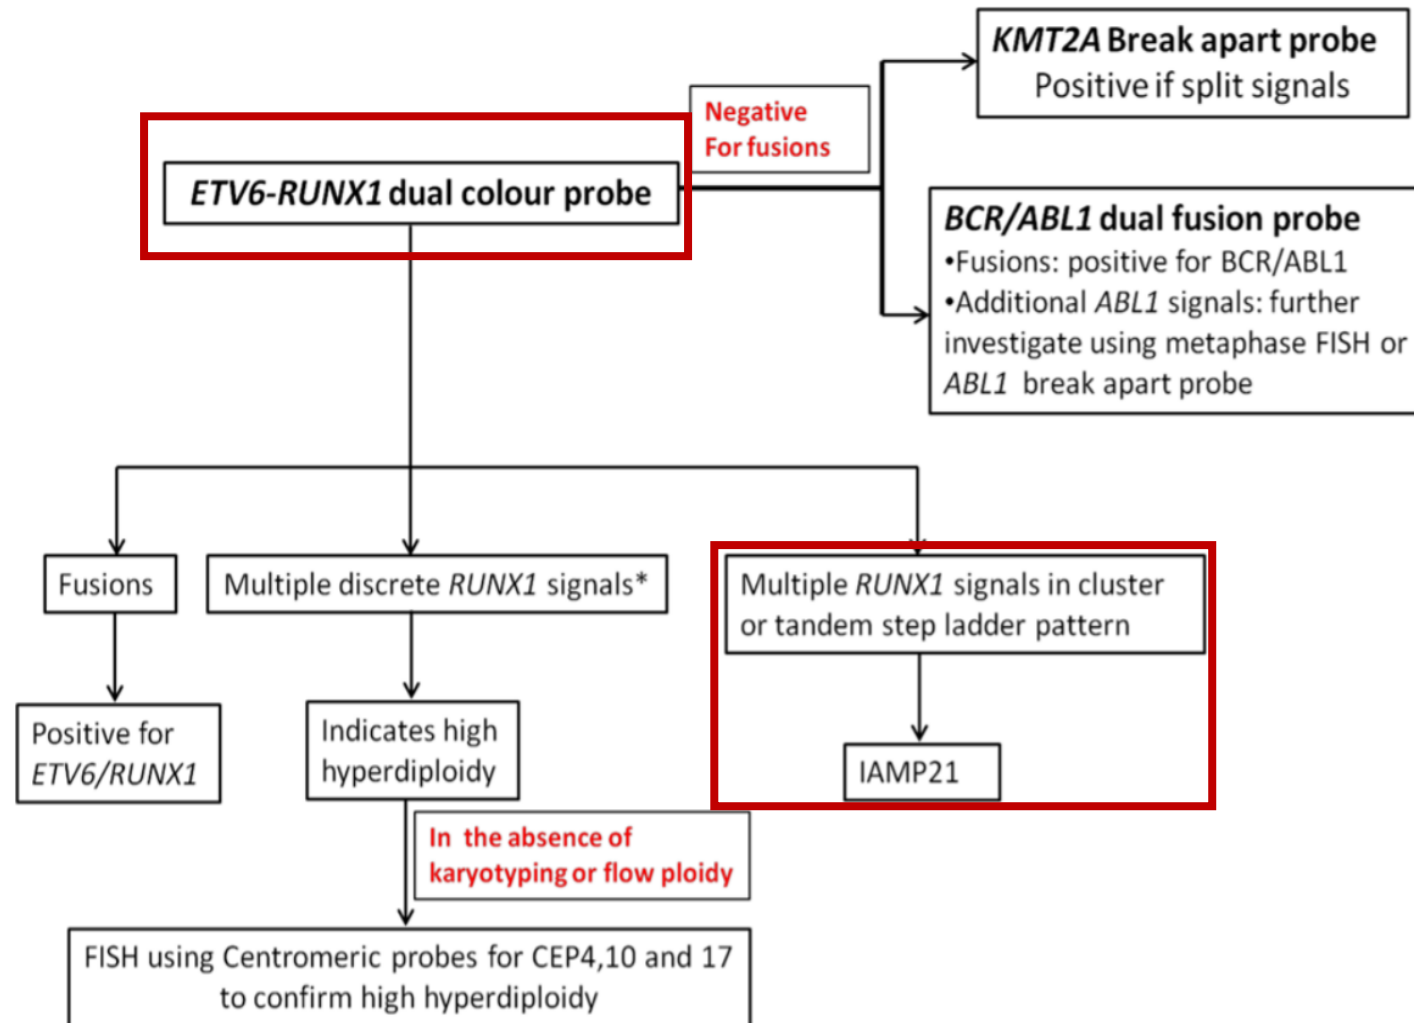 KMT2A Break apart probe
Positive if split signals
Negative
For fusions
ETV6-RUNX1 dual colour probe
BCR/ABL1 dual fusion probe
•Fusions: positive for BCR/ABL1
•Additional ABL1 signals: further
investigate using metaphase FISH or
ABL1 break apart probe
Fusions
Multiple discrete RUNX1 signals*
Multiple RUNX1 signals in cluster
or tandem step ladder pattern
Positive for
ETV6/RUNX1
Indicates high
hyperdiploidy
IAMP21
In the absence of
karyotyping or flow ploidy
FISH using Centromeric probes for CEP4,10 and 17
to confirm high hyperdiploidy